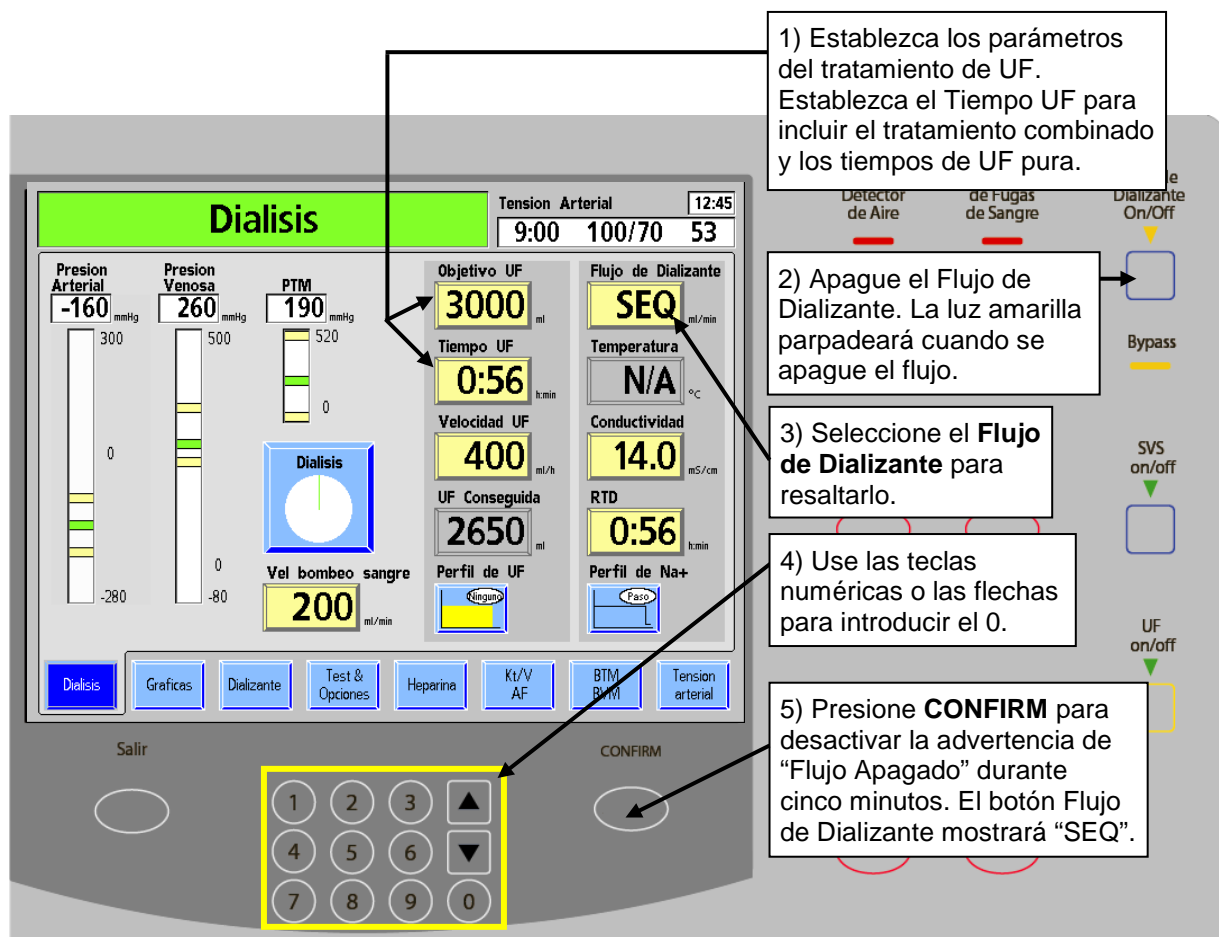 1) Establezca los parámetros
del tratamiento de UF.
Establezca el Tiempo UF para
incluir el tratamiento combinado
y los tiempos de UF pura.
Dialisis
Tension Arterial
12:45
9:00 100/70 53
Detector
de Aire
de Fugas
de Sangre
Dializante
On/Off
Presion
Arterial
-160 mmHg
300
0
-280
Presion
Venosa
260 mmHg
500
0
-80
PTM
190 mmHg
520
0
Dialisis
Vel bombeo sangre
200 ml/min
Objetivo UF
3000 ml
Tiempo UF
0:56 h:min
Velocidad UF
400 ml/h
UF Conseguida
2650 ml
Perfil de UF
Ninguno
Flujo de Dializante
SEQ ml/min
Temperatura
N/A °C
Conductividad
14.0 mS/cm
RTD
0:56 h:min
Perfil de Na+
Paso
2) Apague el Flujo de
Dializante. La luz amarilla
parpadeará cuando se
apague el flujo.
Bypass
3) Seleccione el Flujo
de Dializante para
resaltarlo.
SVS
on/off
4) Use las teclas
numéricas o las flechas
para introducir el 0.
UF
on/off
Dialisis
Graficas
Dializante
Test &
Opciones
Heparina
Kt/V
AF
BTM
BVM
Tension
arterial
5) Presione CONFIRM para
desactivar la advertencia de
“Flujo Apagado” durante
cinco minutos. El botón Flujo
de Dializante mostrará “SEQ”.
Salir
CONFIRM
1 2 3
4 5 6
7 8 9 0